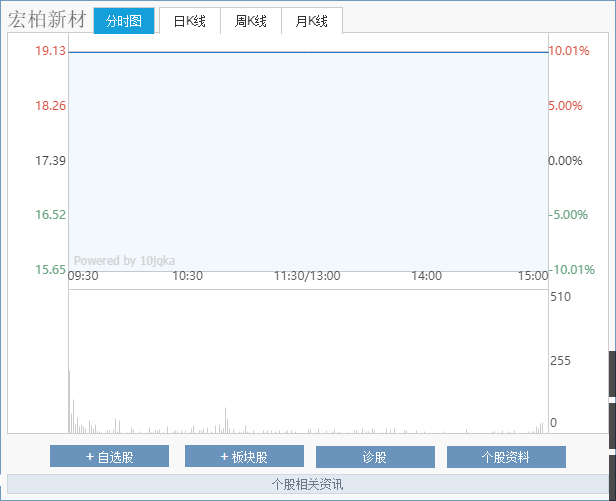 宏柏新材 分时图 日K线 周K线 月K线
19.13 10.01%
18.26 5.00%
17.39 0.00%
16.52 -5.00%
15.65 -10.01%
Powered by 10jqka
09:30 10:30 11:30/13:00 14:00 15:00
510
255
0
+ 自选股 + 板块股 诊股 个股资料
个股相关资讯